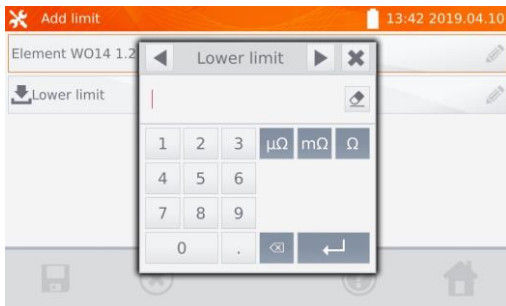 Add limit
13:42 2019.04.10
Element WO14 1.2
Lower limit
Lower limit
1 2 3 µΩ mΩ Ω
4 5 6
7 8 9
0 .